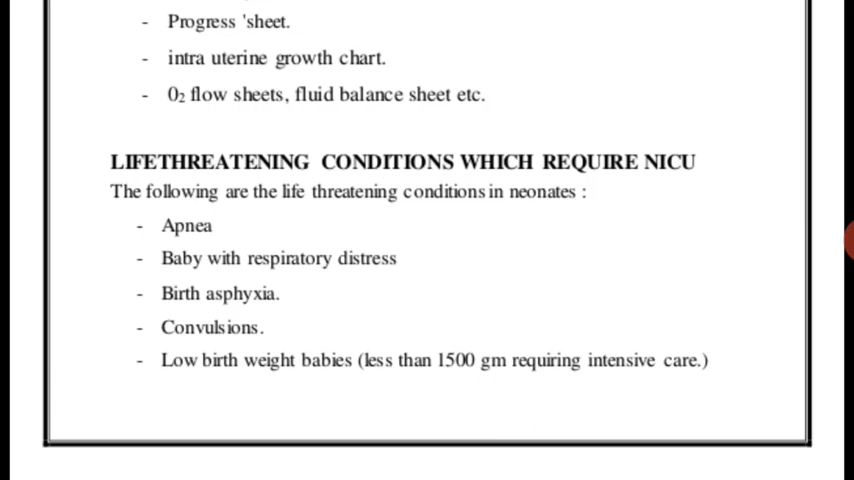 - Progress 'sheet.
- intra uterine growth chart.
- 0₂ flow sheets, fluid balance sheet etc.
LIFETHREATENING CONDITIONS WHICH REQUIRE NICU
The following are the life threatening conditions in neonates :
- Apnea
- Baby with respiratory distress
- Birth asphyxia.
- Convulsions.
- Low birth weight babies (less than 1500 gm requiring intensive care.)